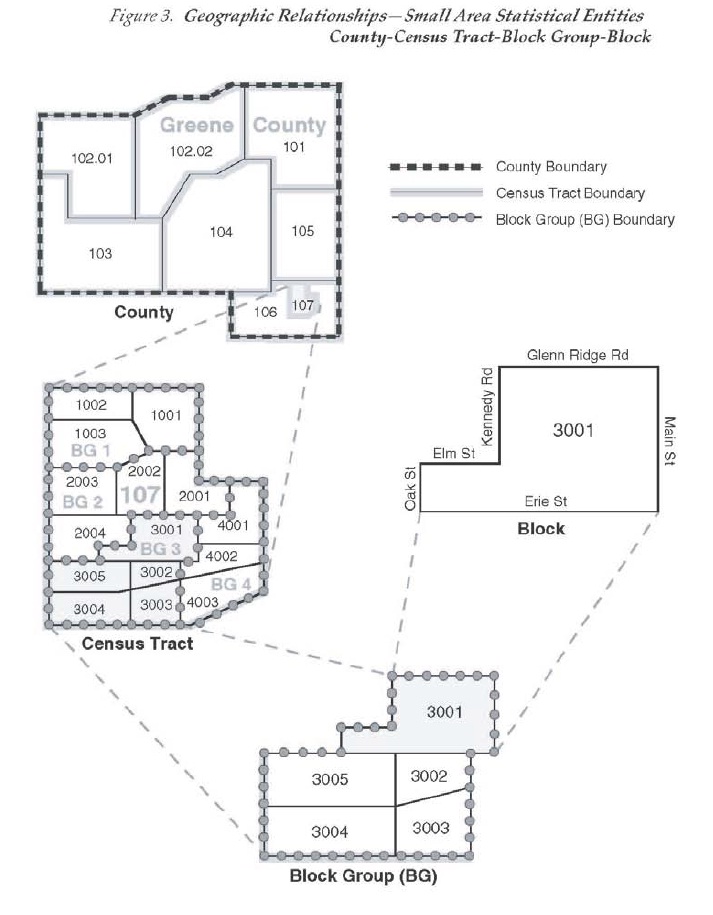 Figure 3. Geographic Relationships—Small Area Statistical Entities
County-Census Tract-Block Group-Block
Greene County
102.01
102.02
101
103
104
105
106
107
County
County Boundary
Census Tract Boundary
Block Group (BG) Boundary
1002
1001
1003
BG 1
2003
2002
BG 2
107
2001
2004
3001
4001
BG 3
4002
3005
3002
BG 4
3004
3003
4003
Census Tract
Glenn Ridge Rd
Kennedy Rd
3001
Main St
Elm St
Oak St
Erie St
Block
3001
3005
3002
3004
3003
Block Group (BG)